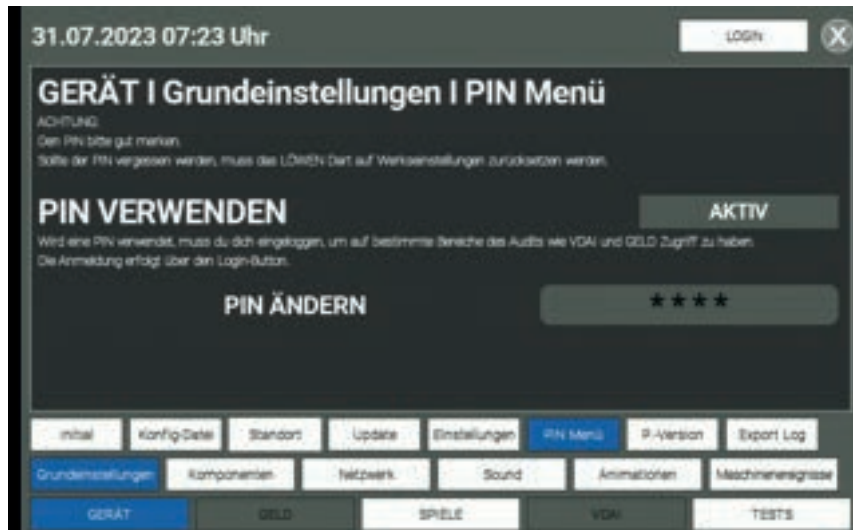 31.07.2023 07:23 Uhr
LOGIN
X
GERÄT I Grundeinstellungen I PIN Menü
ACHTUNG:
Den PIN bitte gut merken.
Sollte der PIN vergessen werden, muss das LÖWEN Dart auf Werkseinstellungen zurücksetzen werden.
PIN VERWENDEN
AKTIV
Wird eine PIN verwendet, muss du dich eingeloggen, um auf bestimmte Bereiche des Audits wie VDAI und GELD Zugriff zu haben.
Die Anmeldung erfolgt über den Login-Button.
PIN ÄNDERN
****
Initial Konfig-Datei Standort Update Einstellungen PIN Menü P.-Version Export Log
Grundeinstellungen Komponenten Netzwerk Sound Animationen Maschinenereignisse
GERÄT GELD SPIELE VDAI TESTS